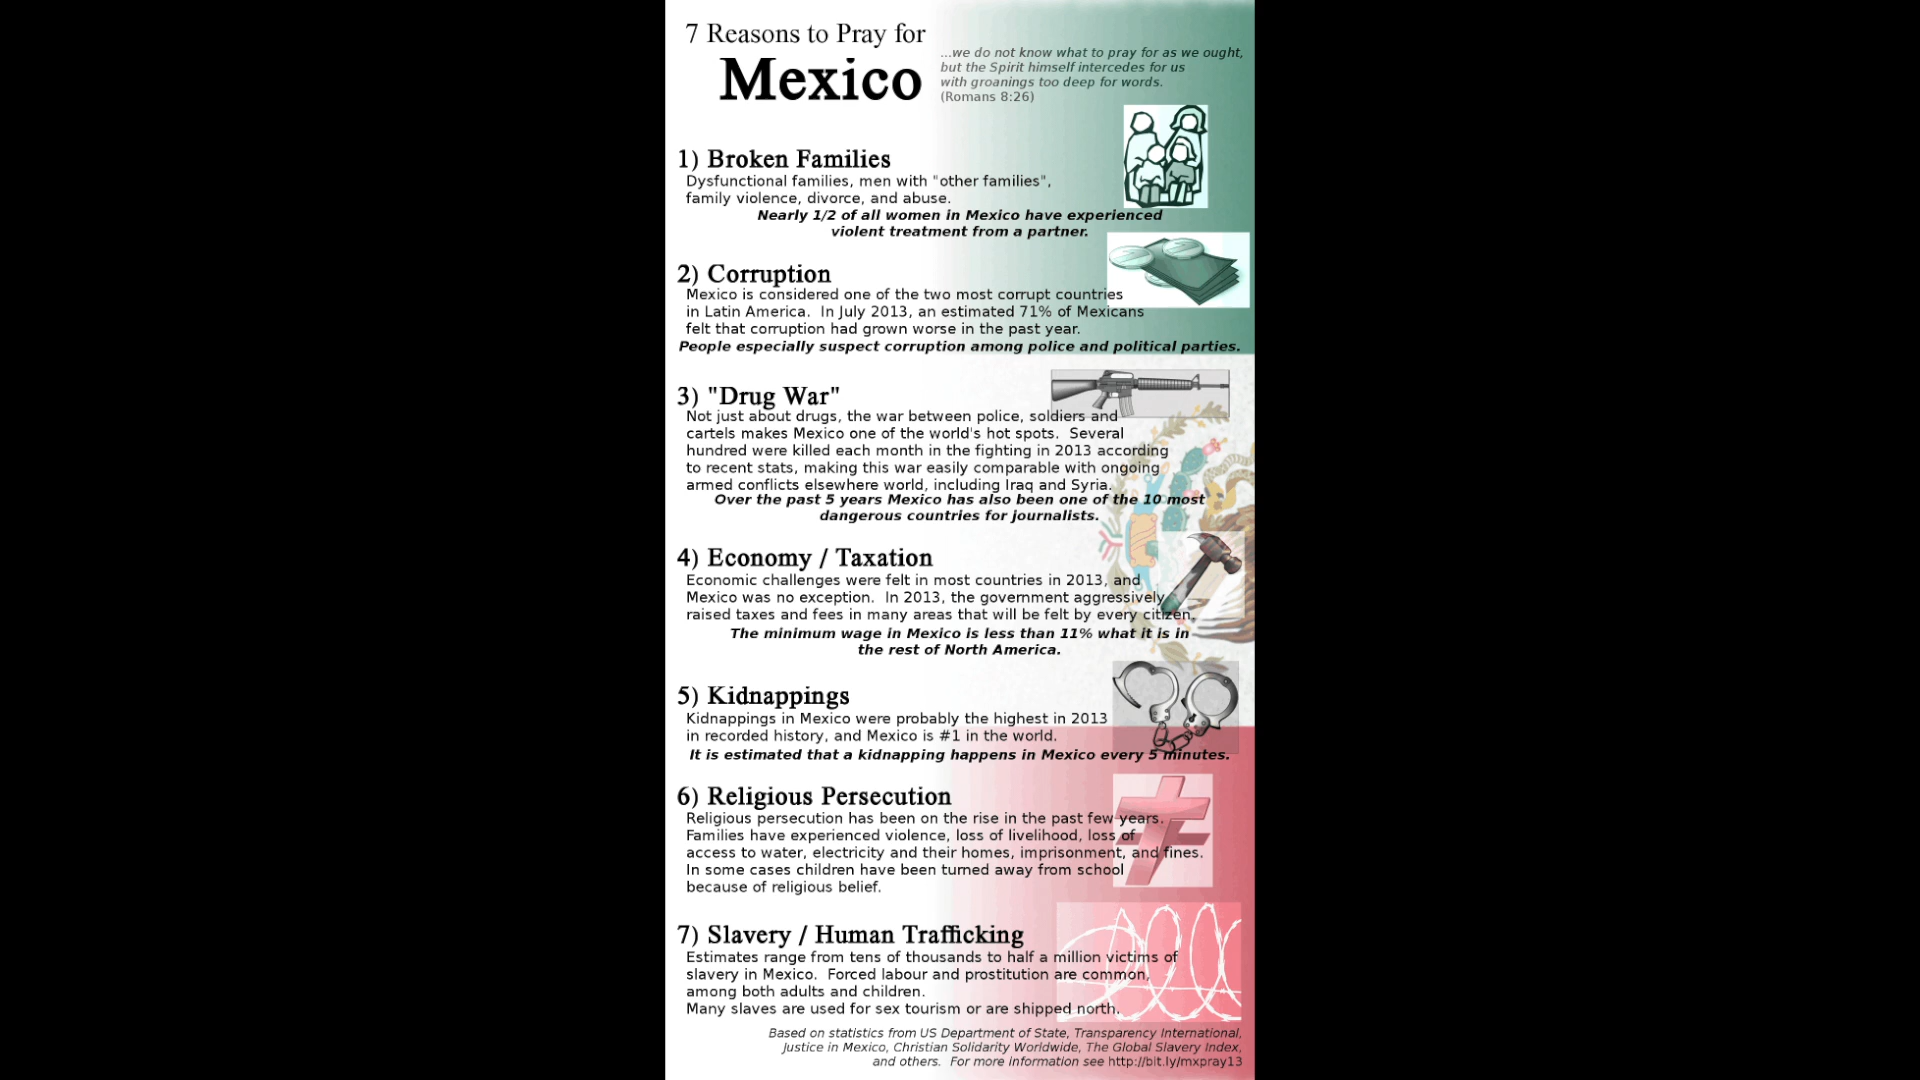 7 Reasons to Pray for
Mexico
...we do not know what to pray for as we ought,
but the Spirit himself intercedes for us
with groanings too deep for words.
(Romans 8:26)
1) Broken Families
Dysfunctional families, men with "other families",
family violence, divorce, and abuse.
Nearly 1/2 of all women in Mexico have experienced
violent treatment from a partner.
2) Corruption
Mexico is considered one of the two most corrupt countries
in Latin America.  In July 2013, an estimated 71% of Mexicans
felt that corruption had grown worse in the past year.
People especially suspect corruption among police and political parties.
3) "Drug War"
Not just about drugs, the war between police, soldiers and
cartels makes Mexico one of the world's hot spots.  Several
hundred were killed each month in the fighting in 2013 according
to recent stats, making this war easily comparable with ongoing
armed conflicts elsewhere world, including Iraq and Syria.
Over the past 5 years Mexico has also been one of the 10 most
dangerous countries for journalists.
4) Economy / Taxation
Economic challenges were felt in most countries in 2013, and
Mexico was no exception.  In 2013, the government aggressively
raised taxes and fees in many areas that will be felt by every citizen.
The minimum wage in Mexico is less than 11% what it is in
the rest of North America.
5) Kidnappings
Kidnappings in Mexico were probably the highest in 2013
in recorded history, and Mexico is #1 in the world.
It is estimated that a kidnapping happens in Mexico every 5 minutes.
6) Religious Persecution
Religious persecution has been on the rise in the past few years.
Families have experienced violence, loss of livelihood, loss of
access to water, electricity and their homes, imprisonment, and fines.
In some cases children have been turned away from school
because of religious belief.
7) Slavery / Human Trafficking
Estimates range from tens of thousands to half a million victims of
slavery in Mexico.  Forced labour and prostitution are common,
among both adults and children.
Many slaves are used for sex tourism or are shipped north.
Based on statistics from US Department of State, Transparency International,
Justice in Mexico, Christian Solidarity Worldwide, The Global Slavery Index,
and others.  For more information see http://bit.ly/mxpray13